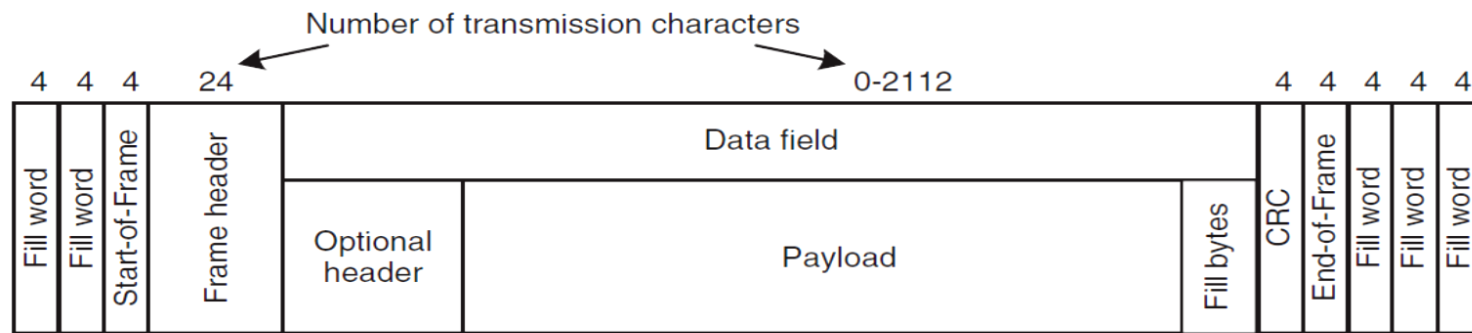 Number of transmission characters
4 4 4 24 0-2112 4 4 4 4 4
Fill word
Fill word
Start-of-Frame
Frame header
Data field
Optional
header
Payload
Fill bytes
CRC
End-of-Frame
Fill word
Fill word
Fill word